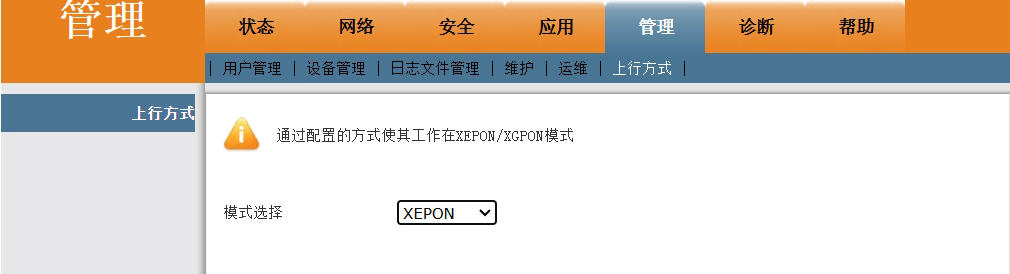 管理
状态 网络 安全 应用 管理 诊断 帮助
| 用户管理 | 设备管理 | 日志文件管理 | 维护 | 运维 | 上行方式 |
上行方式
通过配置的方式使其工作在XEPON/XGPON模式
模式选择 XEPON